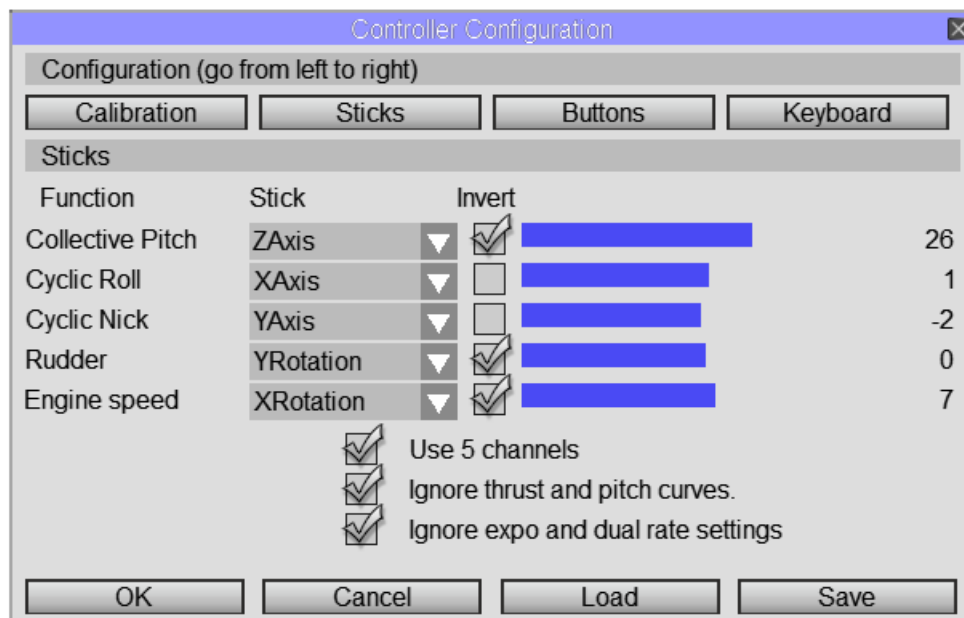 Controller Configuration
Configuration (go from left to right)
Calibration Sticks Buttons Keyboard
Sticks
Function Stick Invert
Collective Pitch ZAxis 26
Cyclic Roll XAxis 1
Cyclic Nick YAxis -2
Rudder YRotation 0
Engine speed XRotation 7
Use 5 channels
Ignore thrust and pitch curves.
Ignore expo and dual rate settings
OK Cancel Load Save